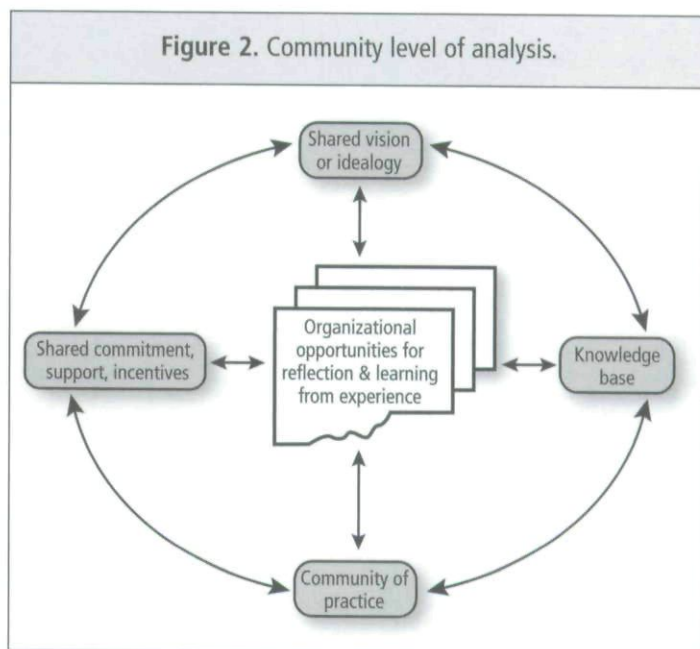 Figure 2. Community level of analysis.
Shared vision
or idealogy
Organizational
opportunities for
reflection & learning
from experience
Shared commitment,
support, incentives
Knowledge
base
Community of
practice